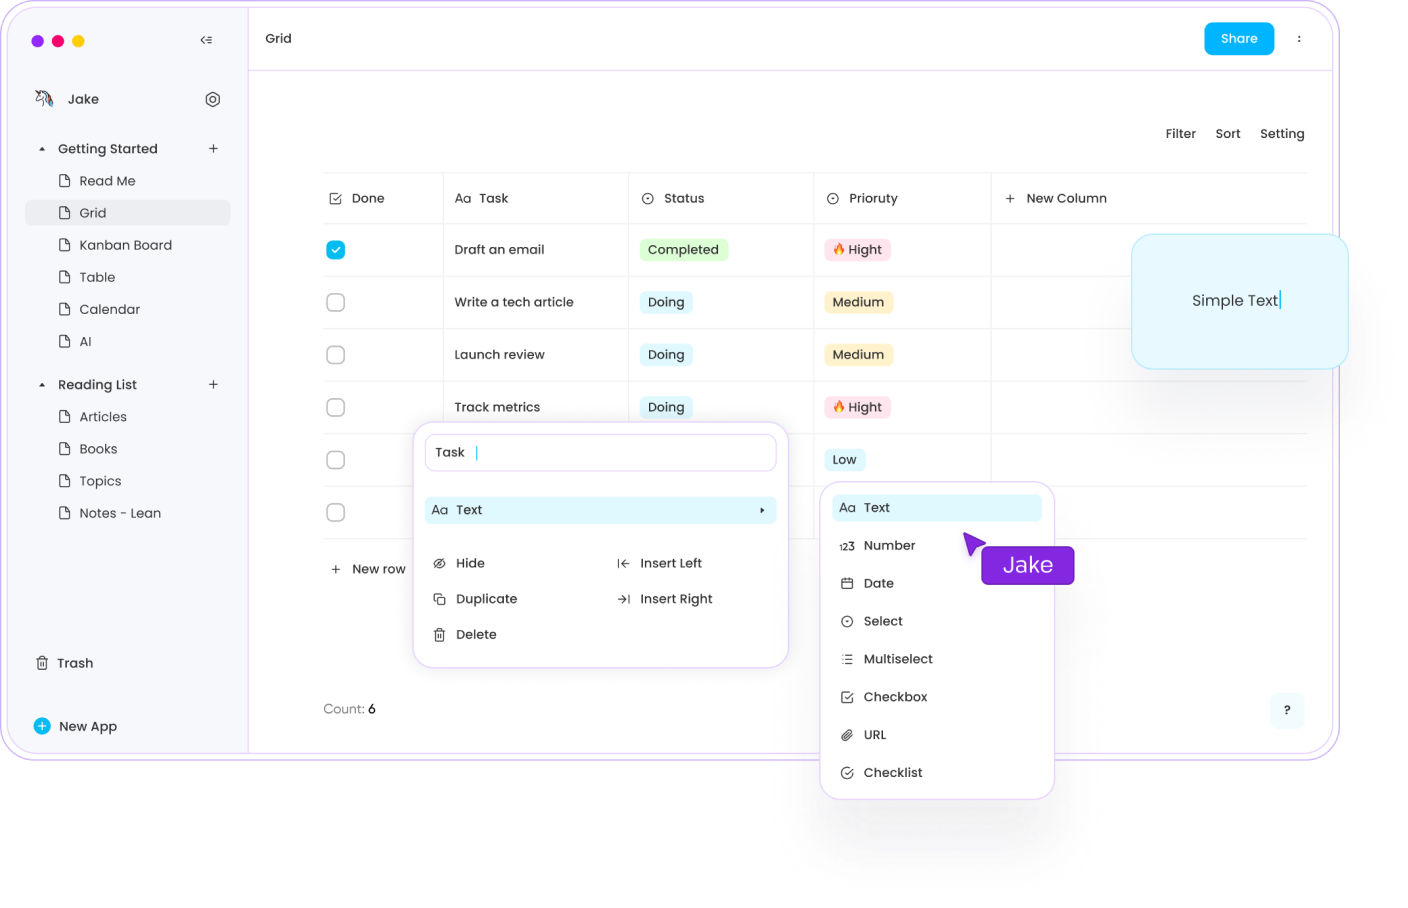 Grid
Share
Jake
Filter Sort Setting
Getting Started
Read Me
Grid
Kanban Board
Table
Calendar
AI
Reading List
Articles
Books
Topics
Notes - Lean
Trash
New App
Done Aa Task Status Prioruty New Column
Draft an email Completed 🔥 Hight
Write a tech article Doing Medium
Launch review Doing Medium
Track metrics Doing 🔥 Hight
Low
New row
Count: 6
Simple Text
Task
Aa Text
Hide Insert Left
Duplicate Insert Right
Delete
Aa Text
123 Number
Date
Select
Multiselect
Checkbox
URL
Checklist
Jake
?